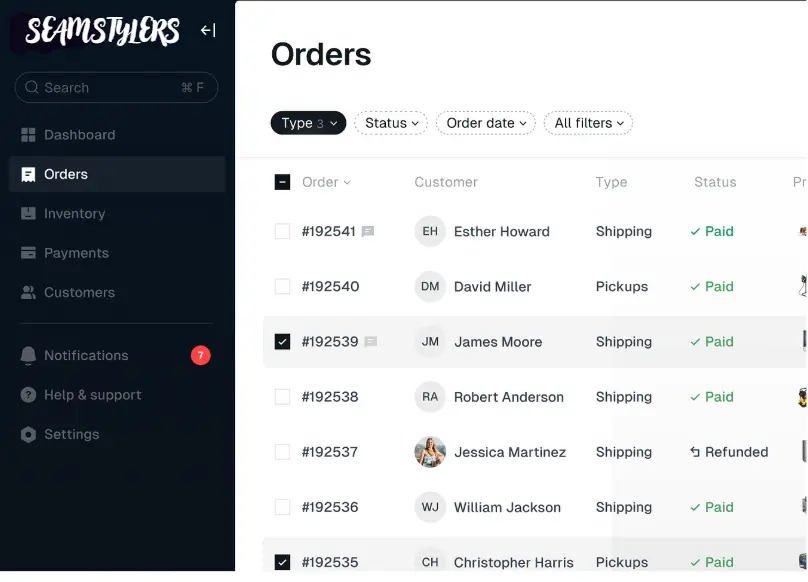 SEAMSTYLERS
Search ⌘ F
Dashboard
Orders
Inventory
Payments
Customers
Notifications 7
Help & support
Settings
Orders
Type 3 Status Order date All filters
Order Customer Type Status Pr
#192541 EH Esther Howard Shipping Paid
#192540 DM David Miller Pickups Paid
#192539 JM James Moore Shipping Paid
#192538 RA Robert Anderson Shipping Paid
#192537 Jessica Martinez Shipping Refunded
#192536 WJ William Jackson Shipping Paid
#192535 CH Christopher Harris Pickups Paid